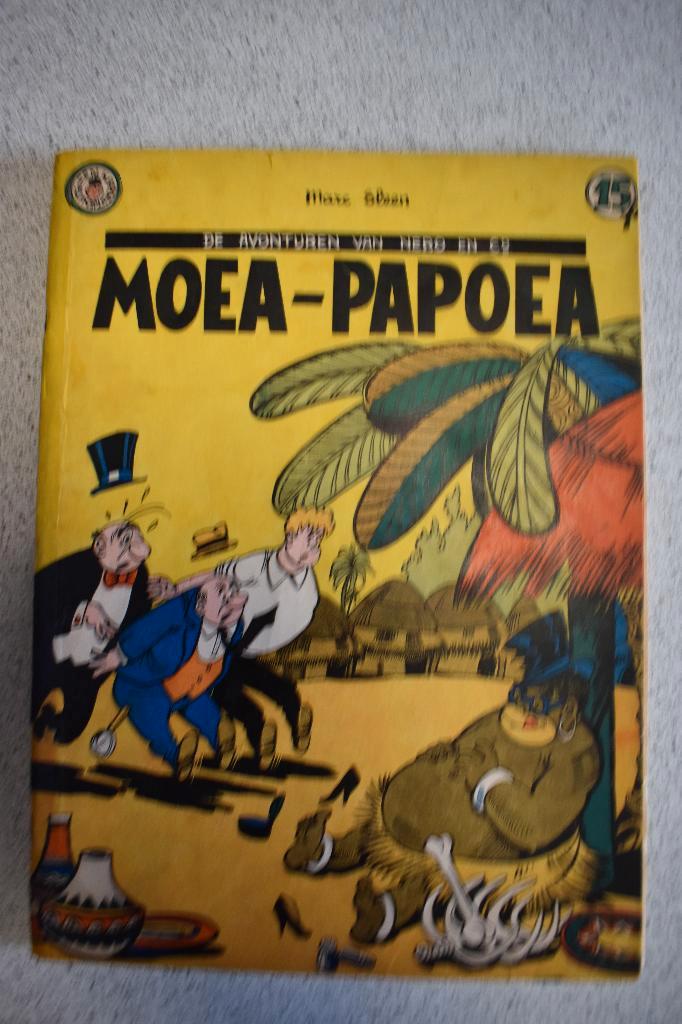 Marc Sleen
15
DE AVONTUREN VAN NERO EN CO
MOEA-PAPOEA